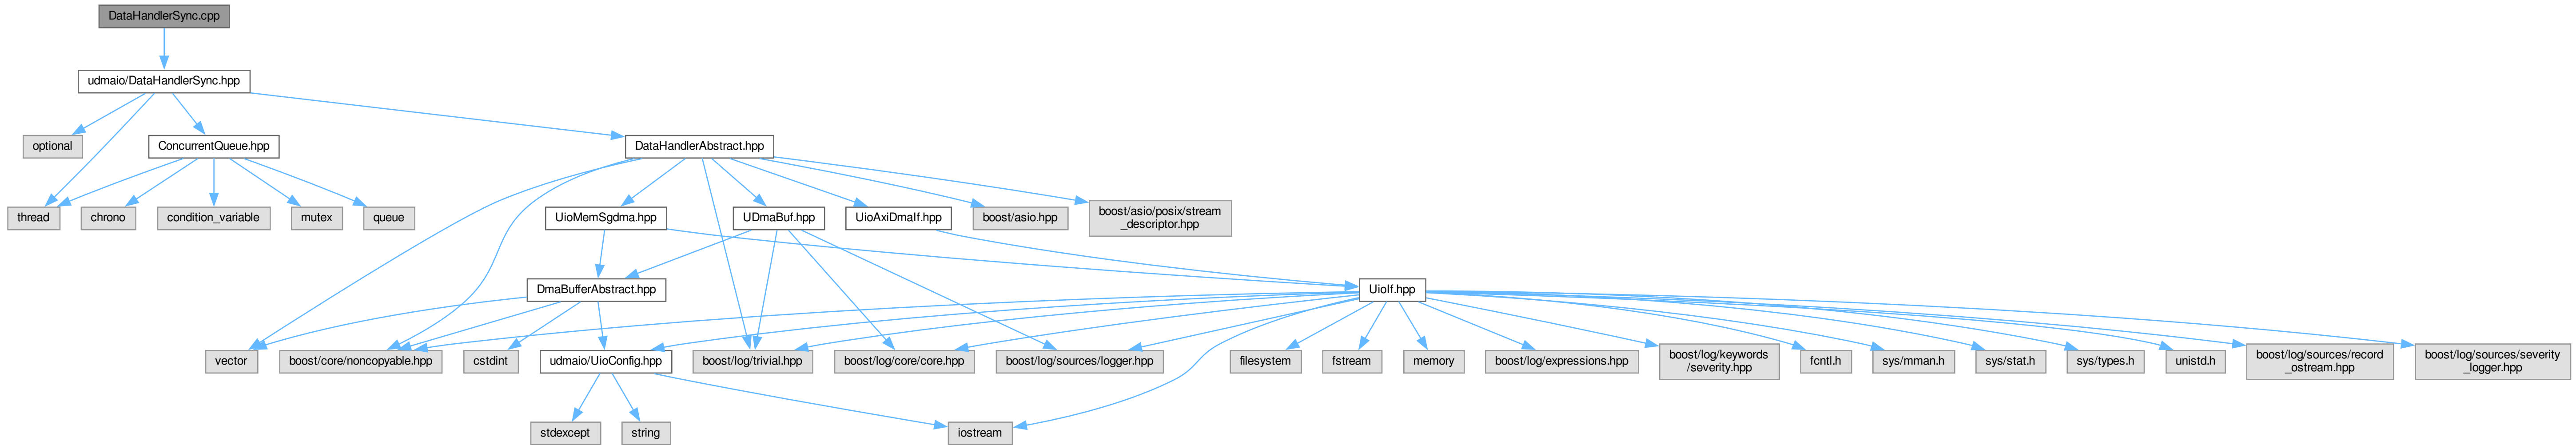 DataHandlerSync.cpp
udmaio/DataHandlerSync.hpp
optional
ConcurrentQueue.hpp
DataHandlerAbstract.hpp
thread
chrono
condition_variable
mutex
queue
UioMemSgdma.hpp
UDmaBuf.hpp
UioAxiDmaIf.hpp
boost/asio.hpp
boost/asio/posix/stream
_descriptor.hpp
DmaBufferAbstract.hpp
UioIf.hpp
vector
boost/core/noncopyable.hpp
cstdint
udmaio/UioConfig.hpp
boost/log/trivial.hpp
boost/log/core/core.hpp
boost/log/sources/logger.hpp
filesystem
fstream
memory
boost/log/expressions.hpp
boost/log/keywords
/severity.hpp
fcntl.h
sys/mman.h
sys/stat.h
sys/types.h
unistd.h
boost/log/sources/record
_ostream.hpp
boost/log/sources/severity
_logger.hpp
stdexcept
string
iostream